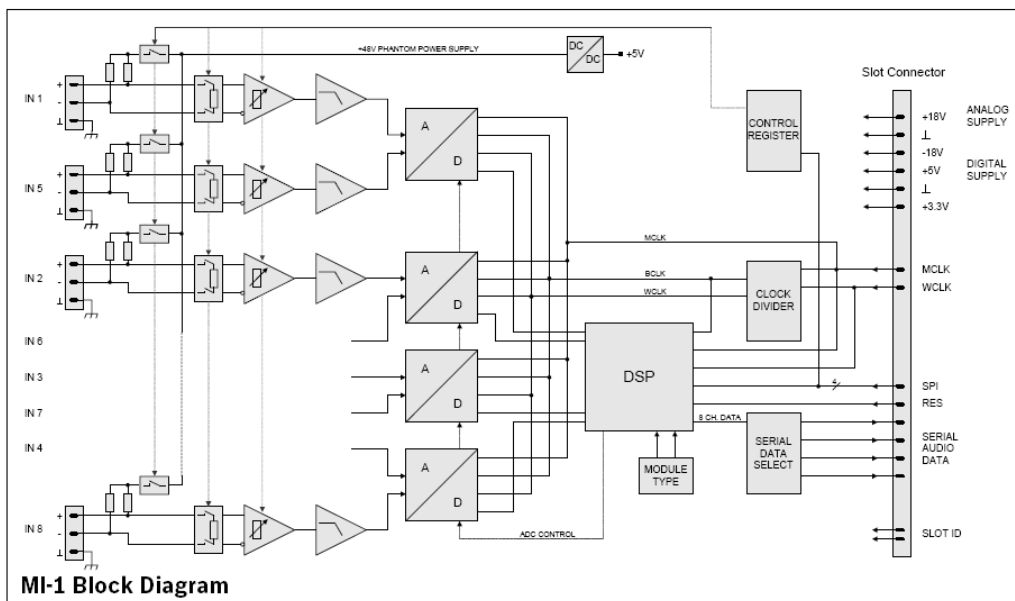 +48V PHANTOM POWER SUPPLY
DC
DC
+5V
Slot Connector
IN 1
+
-
⊥
CONTROL
REGISTER
+18V
⊥
-18V
+5V
⊥
+3.3V
ANALOG
SUPPLY
DIGITAL
SUPPLY
A
D
IN 5
+
-
⊥
IN 2
+
-
⊥
A
D
MCLK
BCLK
WCLK
CLOCK
DIVIDER
MCLK
WCLK
IN 6
IN 3
IN 7
A
D
DSP
4
SPI
RES
IN 4
A
D
8 CH. DATA
MODULE
TYPE
SERIAL
DATA
SELECT
SERIAL
AUDIO
DATA
IN 8
+
-
⊥
ADC CONTROL
SLOT ID
MI-1 Block Diagram